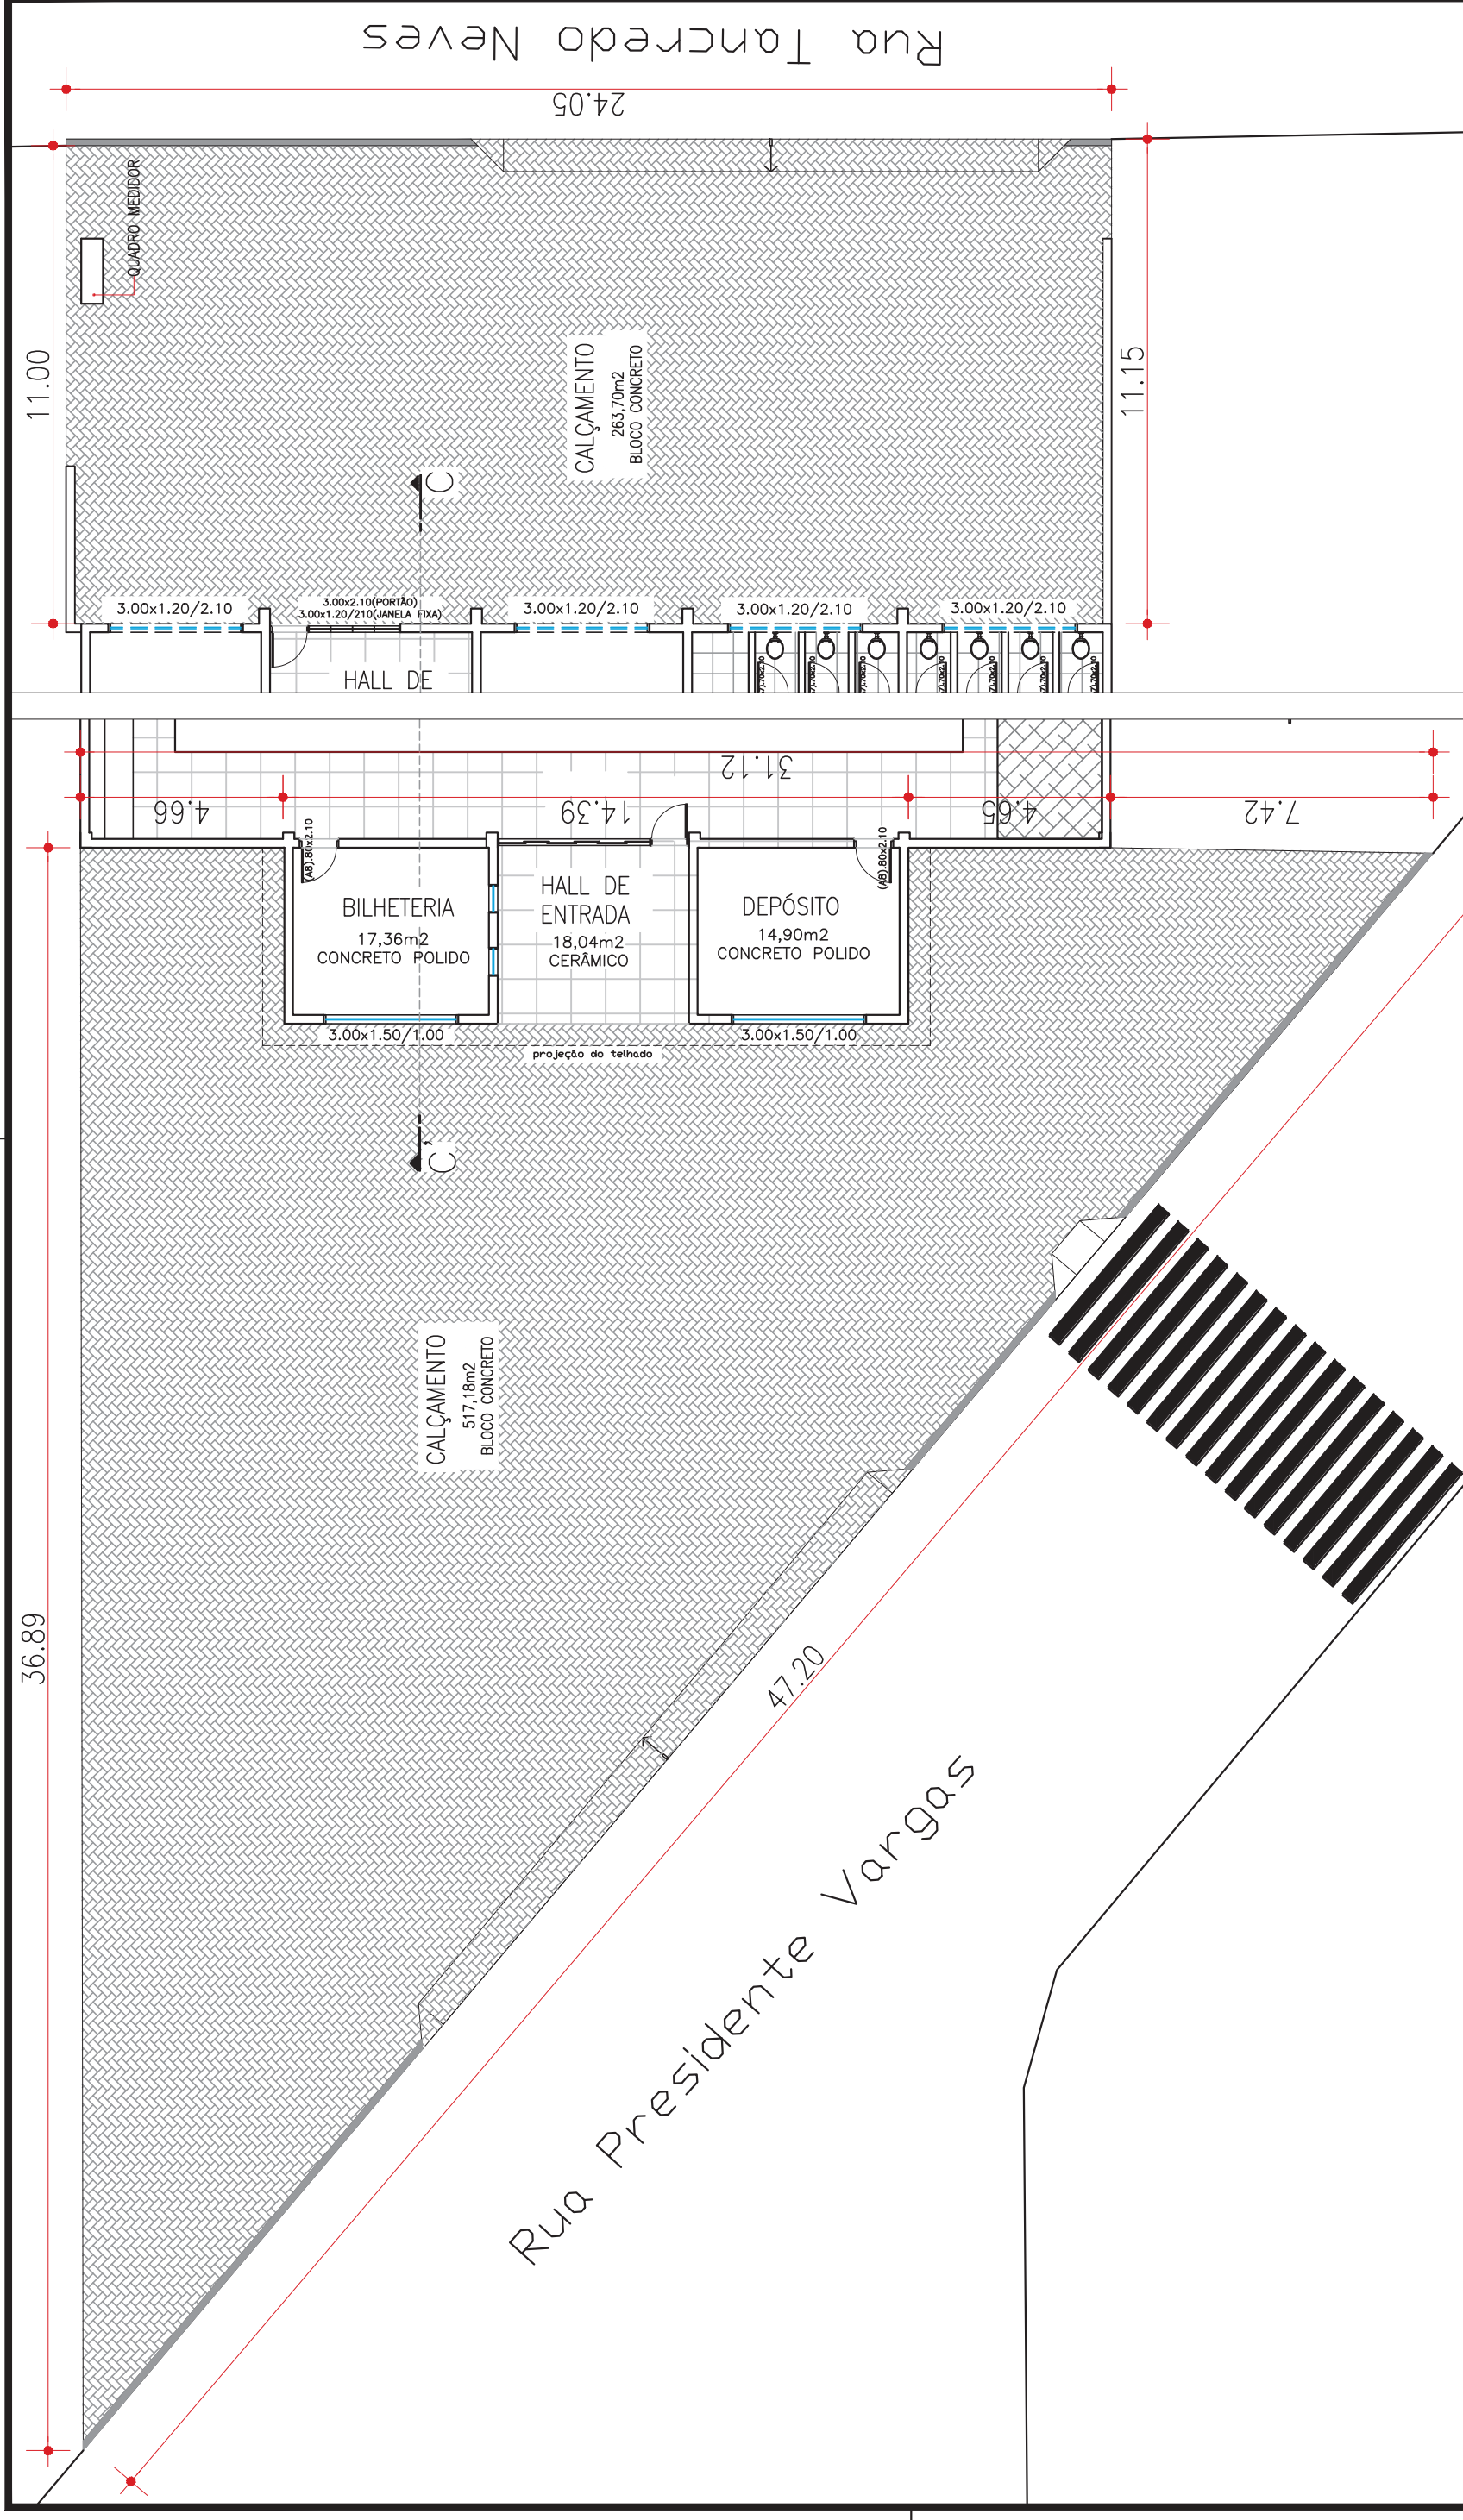 Rua Tancredo Neves
24.05
QUADRO MEDIDOR
11.00
11.15
CALÇAMENTO
263,70m2
BLOCO CONCRETO
C
3.00x1.20/2.10
3.00x2.10(PORTÃO)
3.00x1.20/210(JANELA FIXA)
3.00x1.20/2.10
3.00x1.20/2.10
3.00x1.20/2.10
HALL DE
31.12
4.66
14.39
4.65
7.42
(AB).80x2.10
(AB).80x2.10
BILHETERIA
17,36m2
CONCRETO POLIDO
HALL DE
ENTRADA
18,04m2
CERÂMICO
DEPÓSITO
14,90m2
CONCRETO POLIDO
3.00x1.50/1.00
3.00x1.50/1.00
projeção do telhado
C'
CALÇAMENTO
517,18m2
BLOCO CONCRETO
36.89
47.20
Rua Presidente Vargas